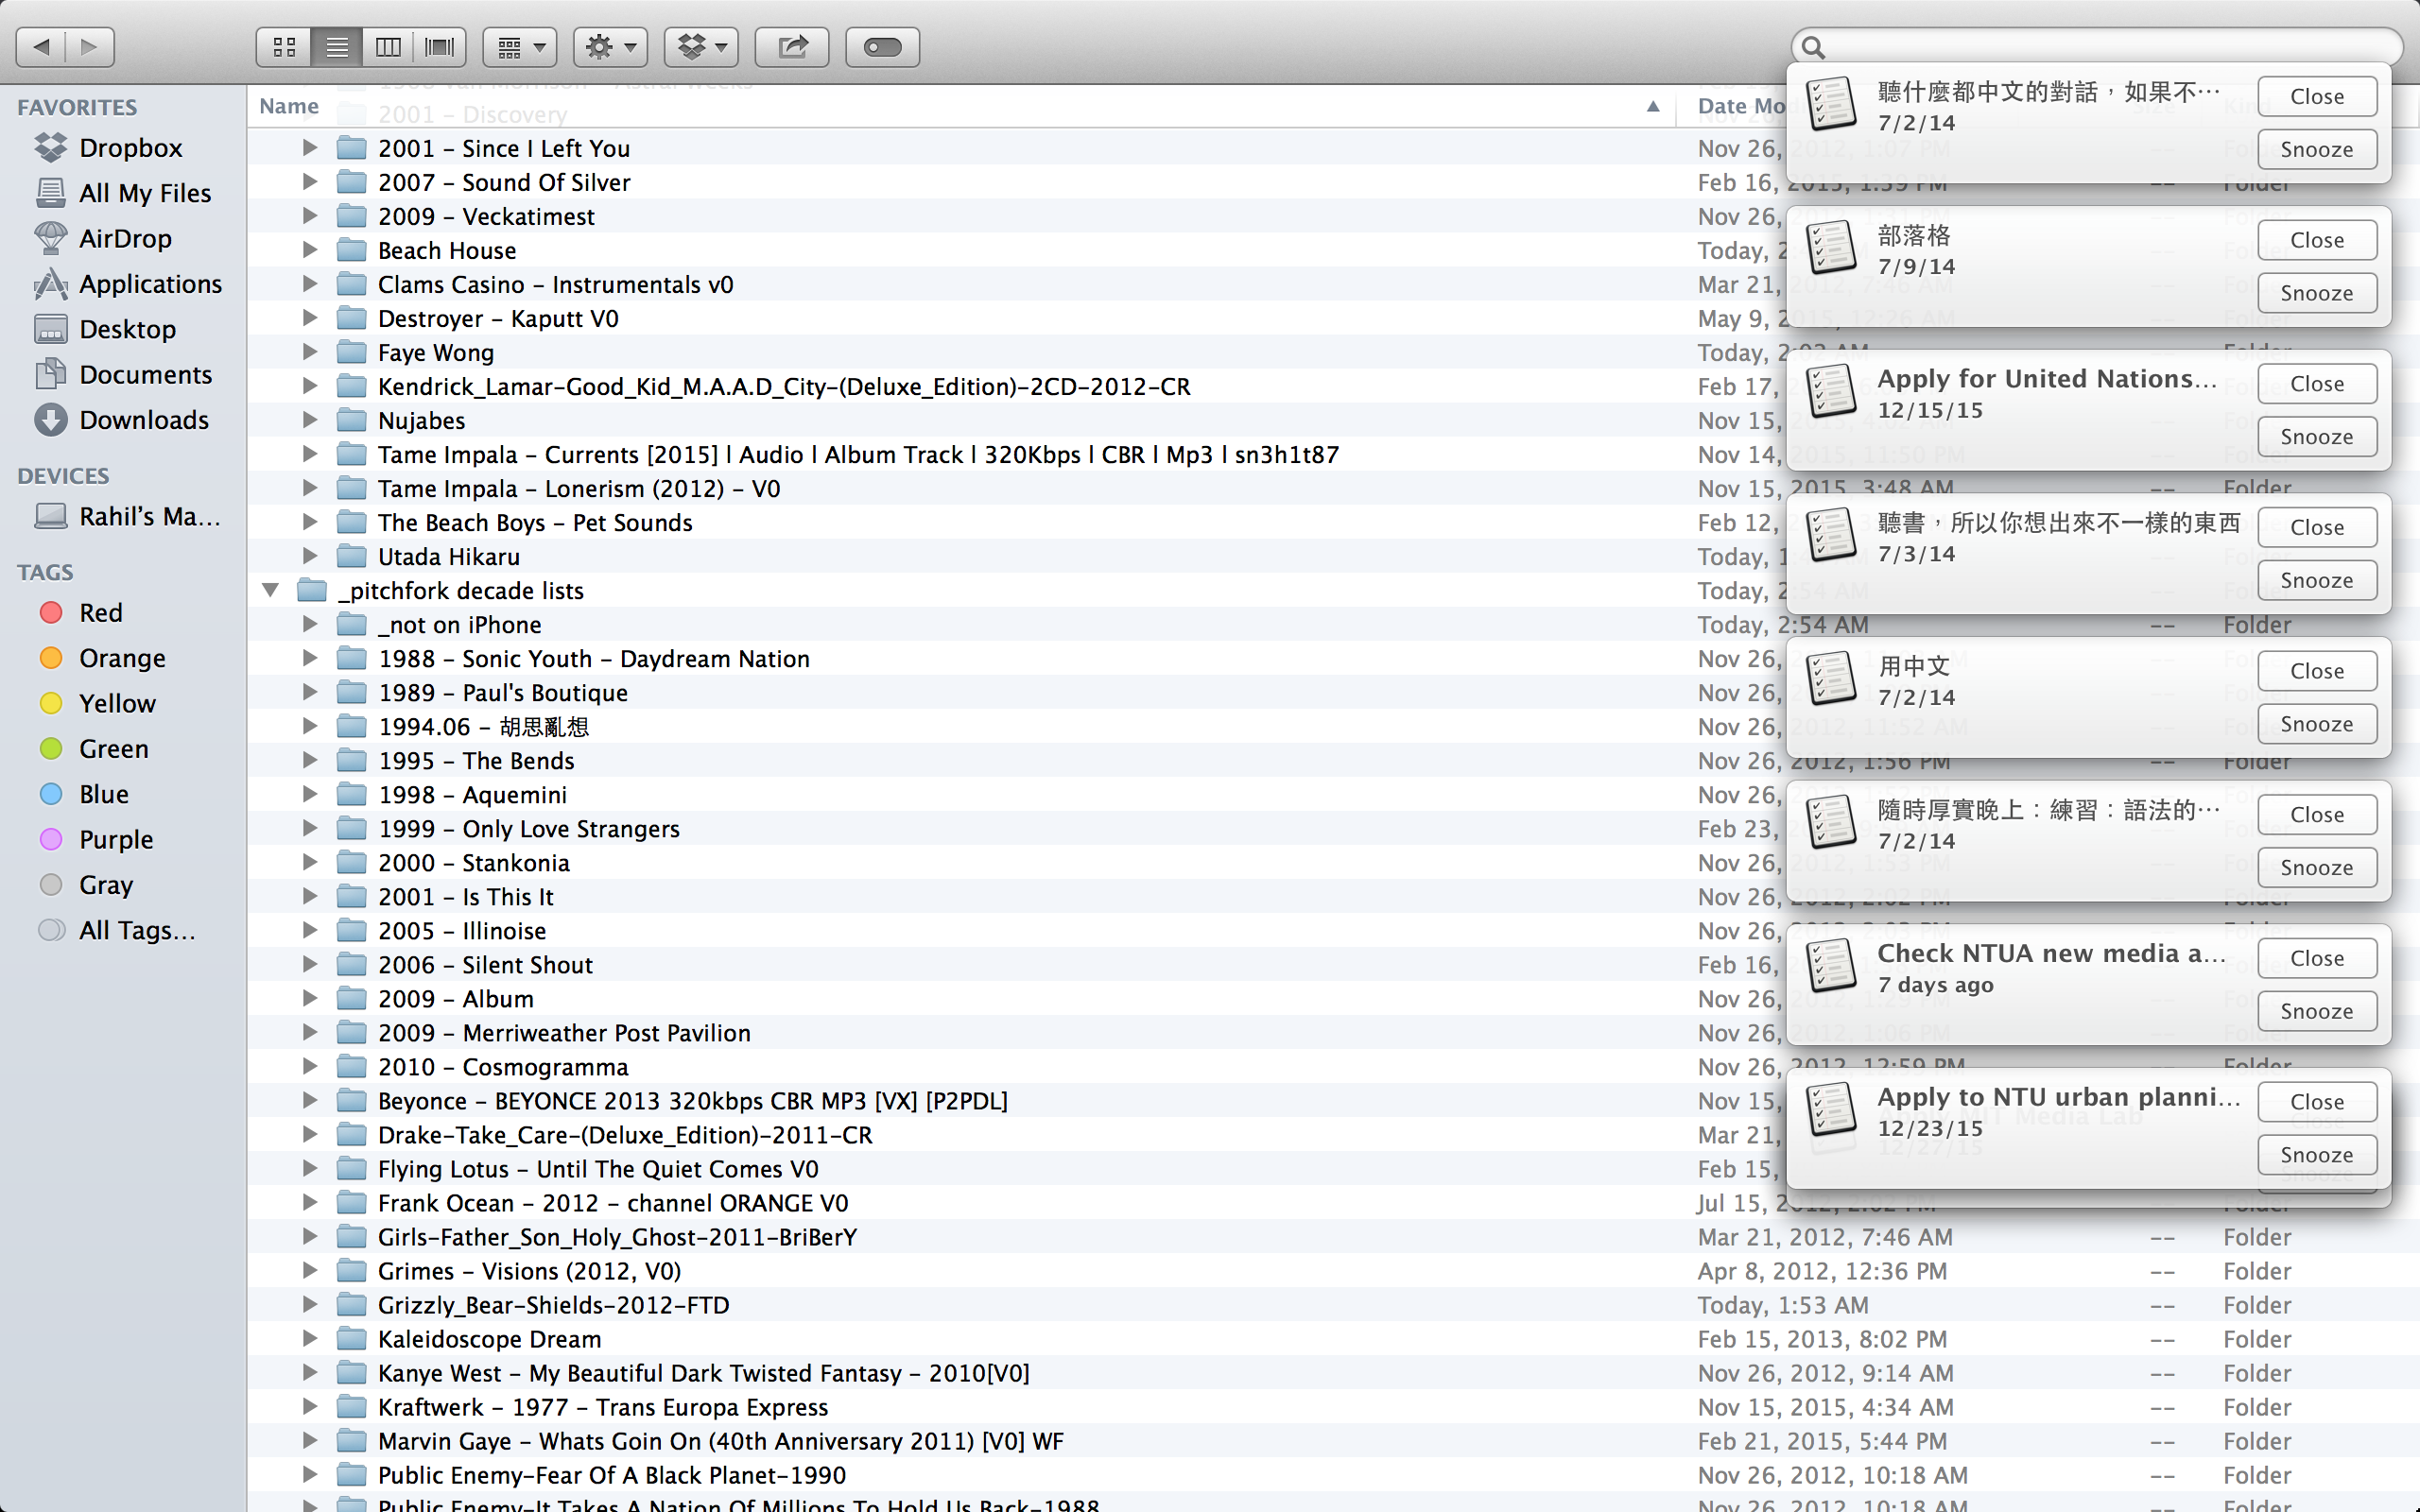 FAVORITES
Dropbox
All My Files
AirDrop
Applications
Desktop
Documents
Downloads
DEVICES
Rahil's Ma...
TAGS
Red
Orange
Yellow
Green
Blue
Purple
Gray
All Tags...
Name Date Mo
2001 – Discovery
2001 – Since I Left You Nov 26, 2012, 1:07 PM
2007 – Sound Of Silver Feb 16, 2015, 1:39 PM Folder
2009 – Veckatimest Nov 26, 2012, 1:31 PM
Beach House Today, 2
Clams Casino – Instrumentals v0 Mar 21, 2012, 7:46 AM
Destroyer – Kaputt V0 May 9, 2015, 12:26 AM
Faye Wong Today, 2:02 AM Folder
Kendrick_Lamar-Good_Kid_M.A.A.D_City-(Deluxe_Edition)-2CD-2012-CR Feb 17,
Nujabes Nov 15, 2015, 4:02 AM
Tame Impala – Currents [2015] l Audio l Album Track l 320Kbps l CBR l Mp3 l sn3h1t87 Nov 14, 2015, 11:50 PM
Tame Impala – Lonerism (2012) – V0 Nov 15, 2015, 3:48 AM -- Folder
The Beach Boys – Pet Sounds Feb 12,
Utada Hikaru Today, 1
_pitchfork decade lists Today, 2:54 AM
_not on iPhone Today, 2:54 AM -- Folder
1988 – Sonic Youth – Daydream Nation Nov 26,
1989 – Paul's Boutique Nov 26,
1994.06 – 胡思亂想 Nov 26, 2012, 11:52 AM
1995 – The Bends Nov 26, 2012, 1:56 PM -- Folder
1998 – Aquemini Nov 26,
1999 – Only Love Strangers Feb 23,
2000 – Stankonia Nov 26, 2012, 1:53 PM
2001 – Is This It Nov 26, 2012, 2:02 PM -- Folder
2005 – Illinoise Nov 26, 2012, 2:03 PM
2006 – Silent Shout Feb 16,
2009 – Album Nov 26, 2012, 1:29 PM
2009 – Merriweather Post Pavilion Nov 26, 2012, 1:06 PM
2010 – Cosmogramma Nov 26, 2012, 12:59 PM -- Folder
Beyonce – BEYONCE 2013 320kbps CBR MP3 [VX] [P2PDL] Nov 15,
Drake-Take_Care-(Deluxe_Edition)-2011-CR Mar 21,
Flying Lotus – Until The Quiet Comes V0 Feb 15,
Frank Ocean – 2012 – channel ORANGE V0 Jul 15, 2012, 2:02 PM -- Folder
Girls-Father_Son_Holy_Ghost-2011-BriBerY Mar 21, 2012, 7:46 AM -- Folder
Grimes – Visions (2012, V0) Apr 8, 2012, 12:36 PM -- Folder
Grizzly_Bear-Shields-2012-FTD Today, 1:53 AM -- Folder
Kaleidoscope Dream Feb 15, 2013, 8:02 PM -- Folder
Kanye West – My Beautiful Dark Twisted Fantasy – 2010[V0] Nov 26, 2012, 9:14 AM -- Folder
Kraftwerk – 1977 – Trans Europa Express Nov 15, 2015, 4:34 AM -- Folder
Marvin Gaye – Whats Goin On (40th Anniversary 2011) [V0] WF Feb 21, 2015, 5:44 PM -- Folder
Public Enemy-Fear Of A Black Planet-1990 Nov 26, 2012, 10:18 AM -- Folder
Public Enemy-It Takes A Nation Of Millions To Hold Us Back-1988 Nov 26, 2012, 10:18 AM -- Folder
聽什麼都中文的對話，如果不⋯ Close
7/2/14
Snooze
部落格 Close
7/9/14
Snooze
Apply for United Nations... Close
12/15/15
Snooze
聽書，所以你想出來不一樣的東西 Close
7/3/14
Snooze
用中文 Close
7/2/14
Snooze
隨時厚實晚上：練習：語法的⋯ Close
7/2/14
Snooze
Check NTUA new media a... Close
7 days ago
Snooze
Apply to NTU urban planni... Close
Apply MIT Media Lab
12/23/15
12/27/15
Snooze